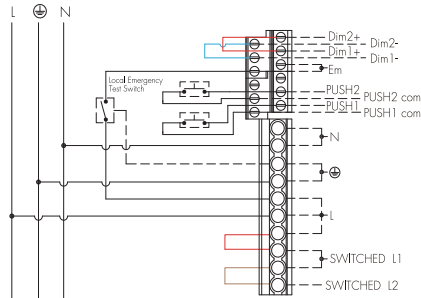 L ⏚ N
Dim2+
Dim2-
Dim1+
Dim1-
Em
Local Emergency
Test Switch
PUSH2
PUSH2 com
PUSH1
PUSH1 com
N
⏚
L
SWITCHED L1
SWITCHED L2